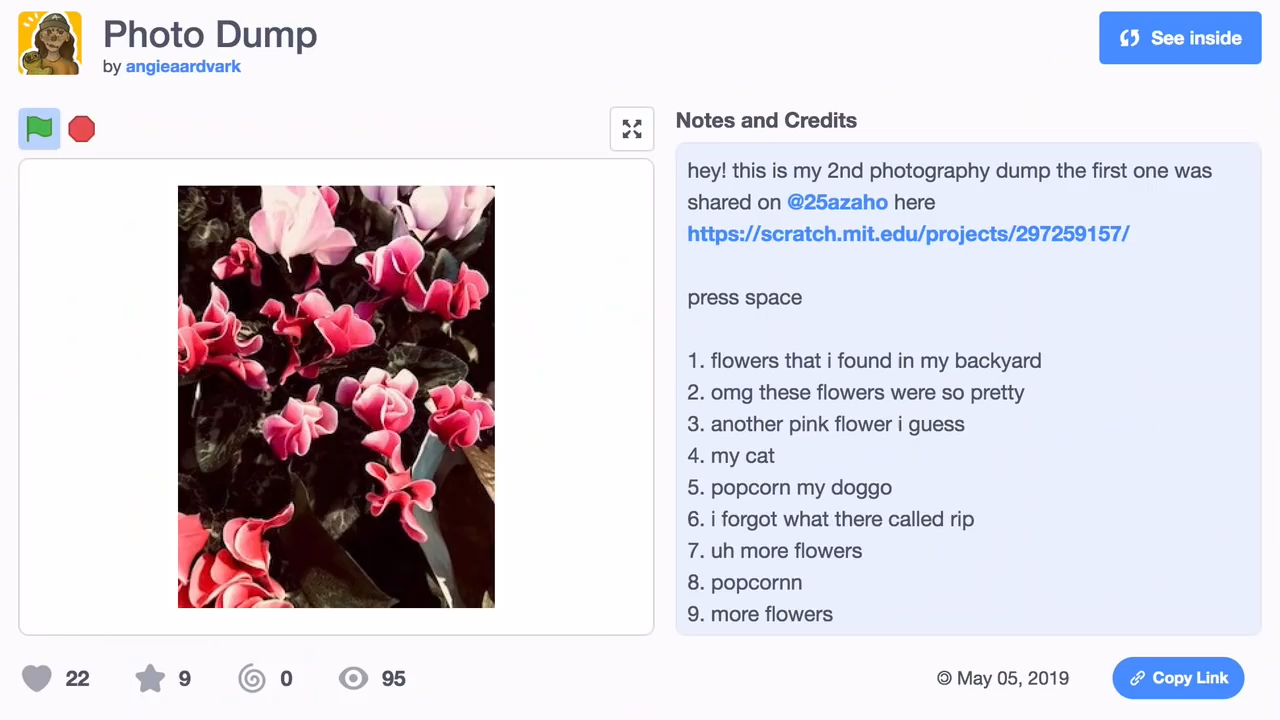 Photo Dump
by angieaardvark
See inside
Notes and Credits
hey! this is my 2nd photography dump the first one was
shared on @25azaho here
https://scratch.mit.edu/projects/297259157/
press space
1. flowers that i found in my backyard
2. omg these flowers were so pretty
3. another pink flower i guess
4. my cat
5. popcorn my doggo
6. i forgot what there called rip
7. uh more flowers
8. popcornn
9. more flowers
22
9
0
95
May 05, 2019
Copy Link